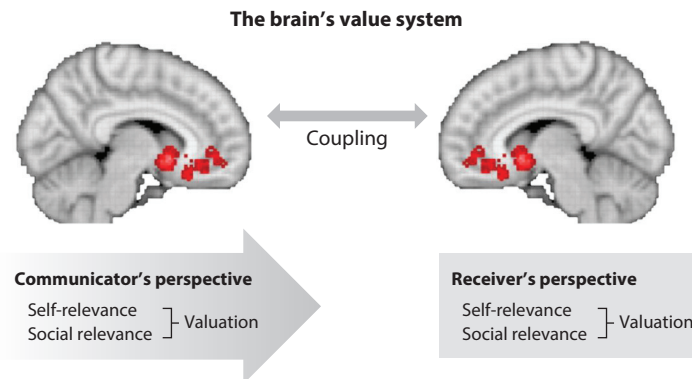 The brain’s value system
Coupling
Communicator’s perspective
Self-relevance
Social relevance
Valuation
Receiver’s perspective
Self-relevance
Social relevance
Valuation